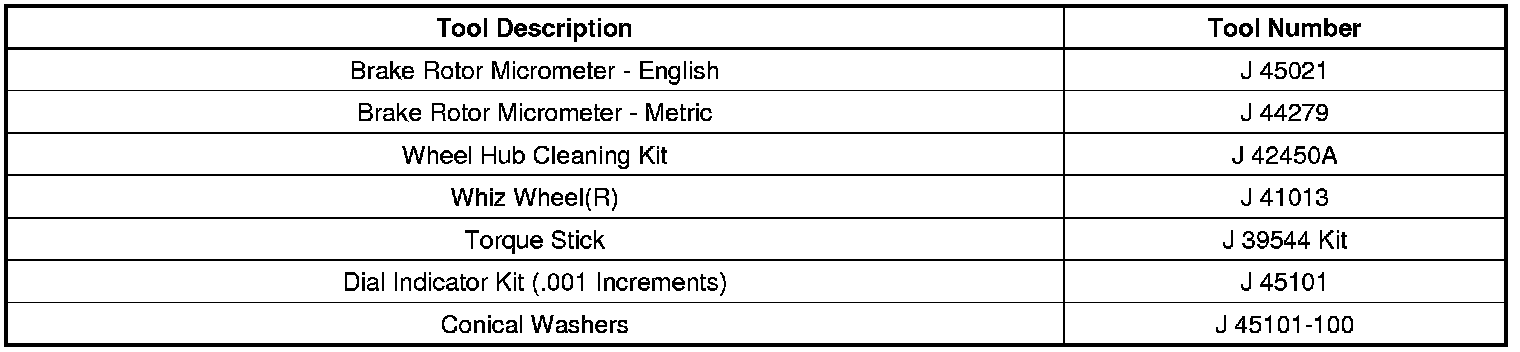 Tool Description Tool Number
Brake Rotor Micrometer - English J 45021
Brake Rotor Micrometer - Metric J 44279
Wheel Hub Cleaning Kit J 42450A
Whiz Wheel(R) J 41013
Torque Stick J 39544 Kit
Dial Indicator Kit (.001 Increments) J 45101
Conical Washers J 45101-100